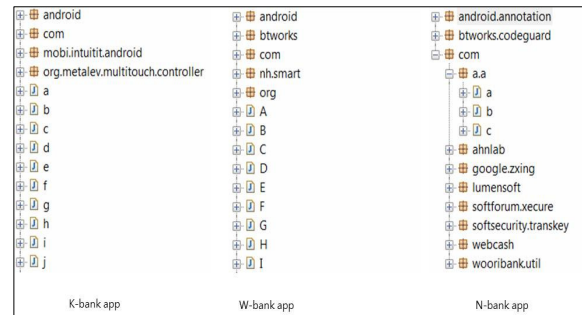 android
com
mobi.intuitit.android
org.metalev.multitouch.controller
a
b
c
d
e
f
g
h
i
j
K-bank app
android
btworks
com
nh.smart
org
A
B
C
D
E
F
G
H
I
W-bank app
android.annotation
btworks.codeguard
com
a.a
a
b
c
ahnlab
google.zxing
lumensoft
softforum.xecure
softsecurity.transkey
webcash
wooribank.util
N-bank app